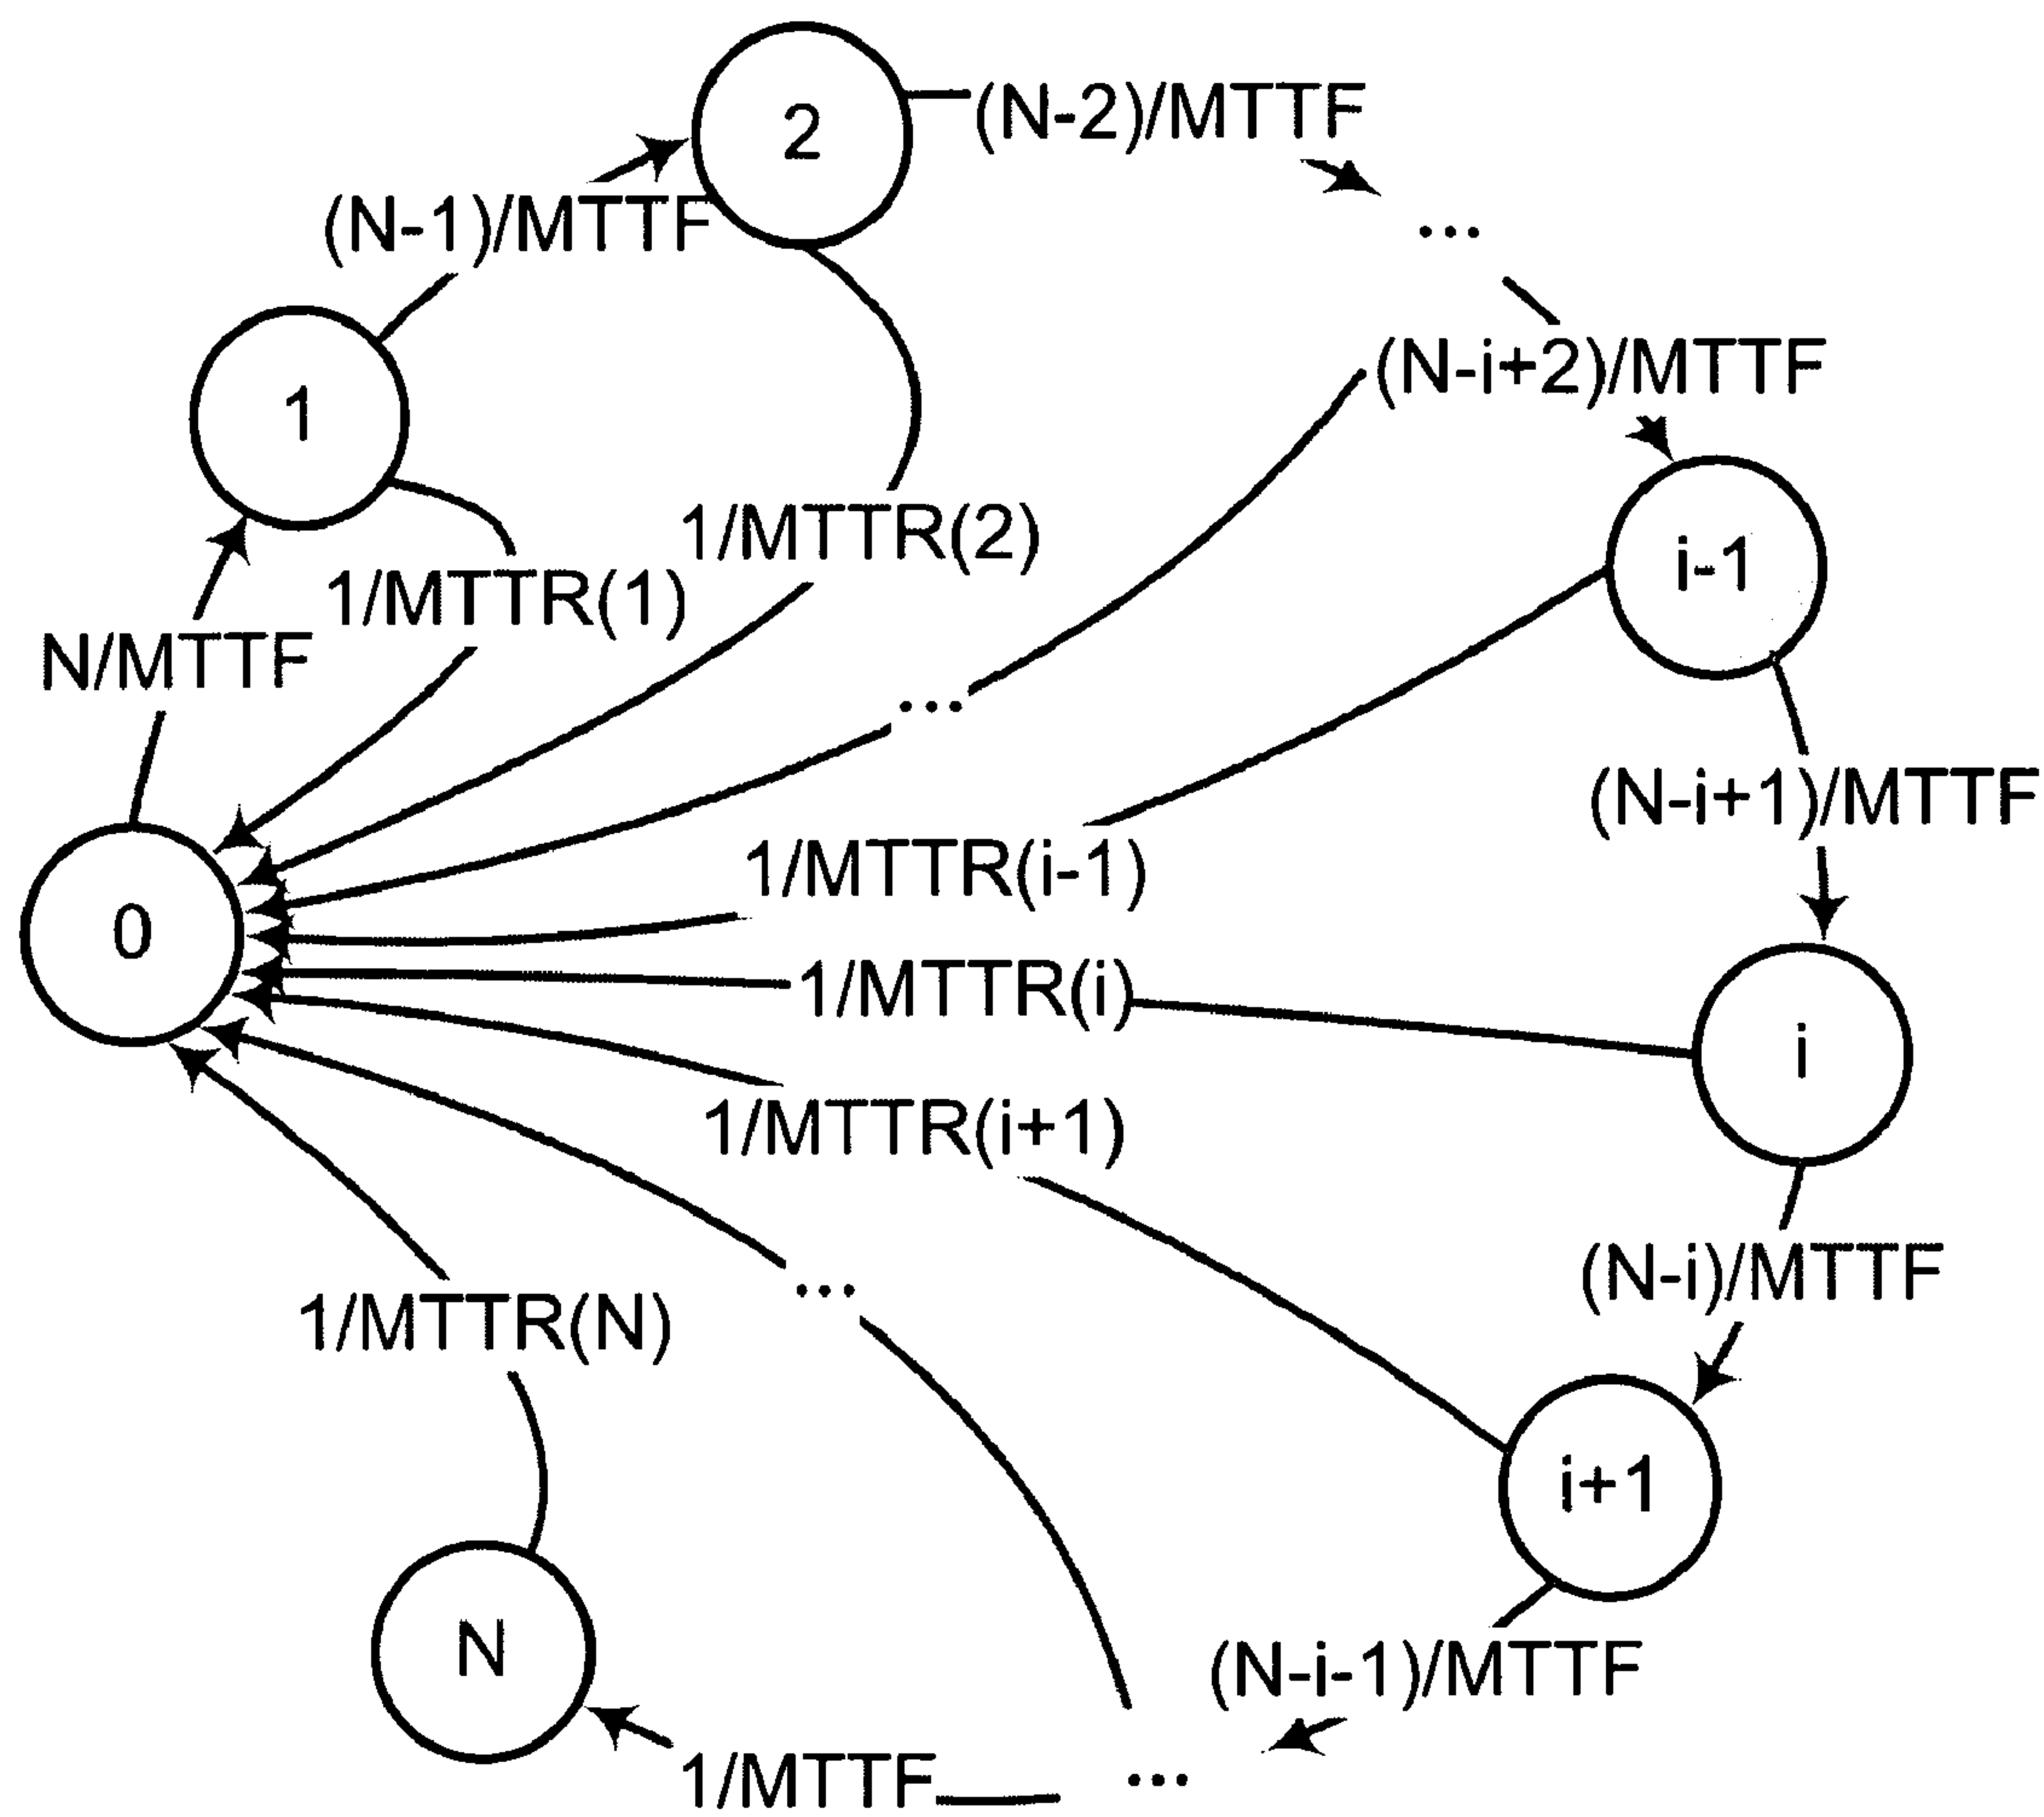 2
(N-2)/MTTF
(N-1)/MTTF
...
(N-i+2)/MTTF
1
1/MTTR(2)
i-1
1/MTTR(1)
N/MTTF
...
(N-i+1)/MTTF
1/MTTR(i-1)
0
1/MTTR(i)
i
1/MTTR(i+1)
(N-i)/MTTF
...
1/MTTR(N)
i+1
N
(N-i-1)/MTTF
1/MTTF
...